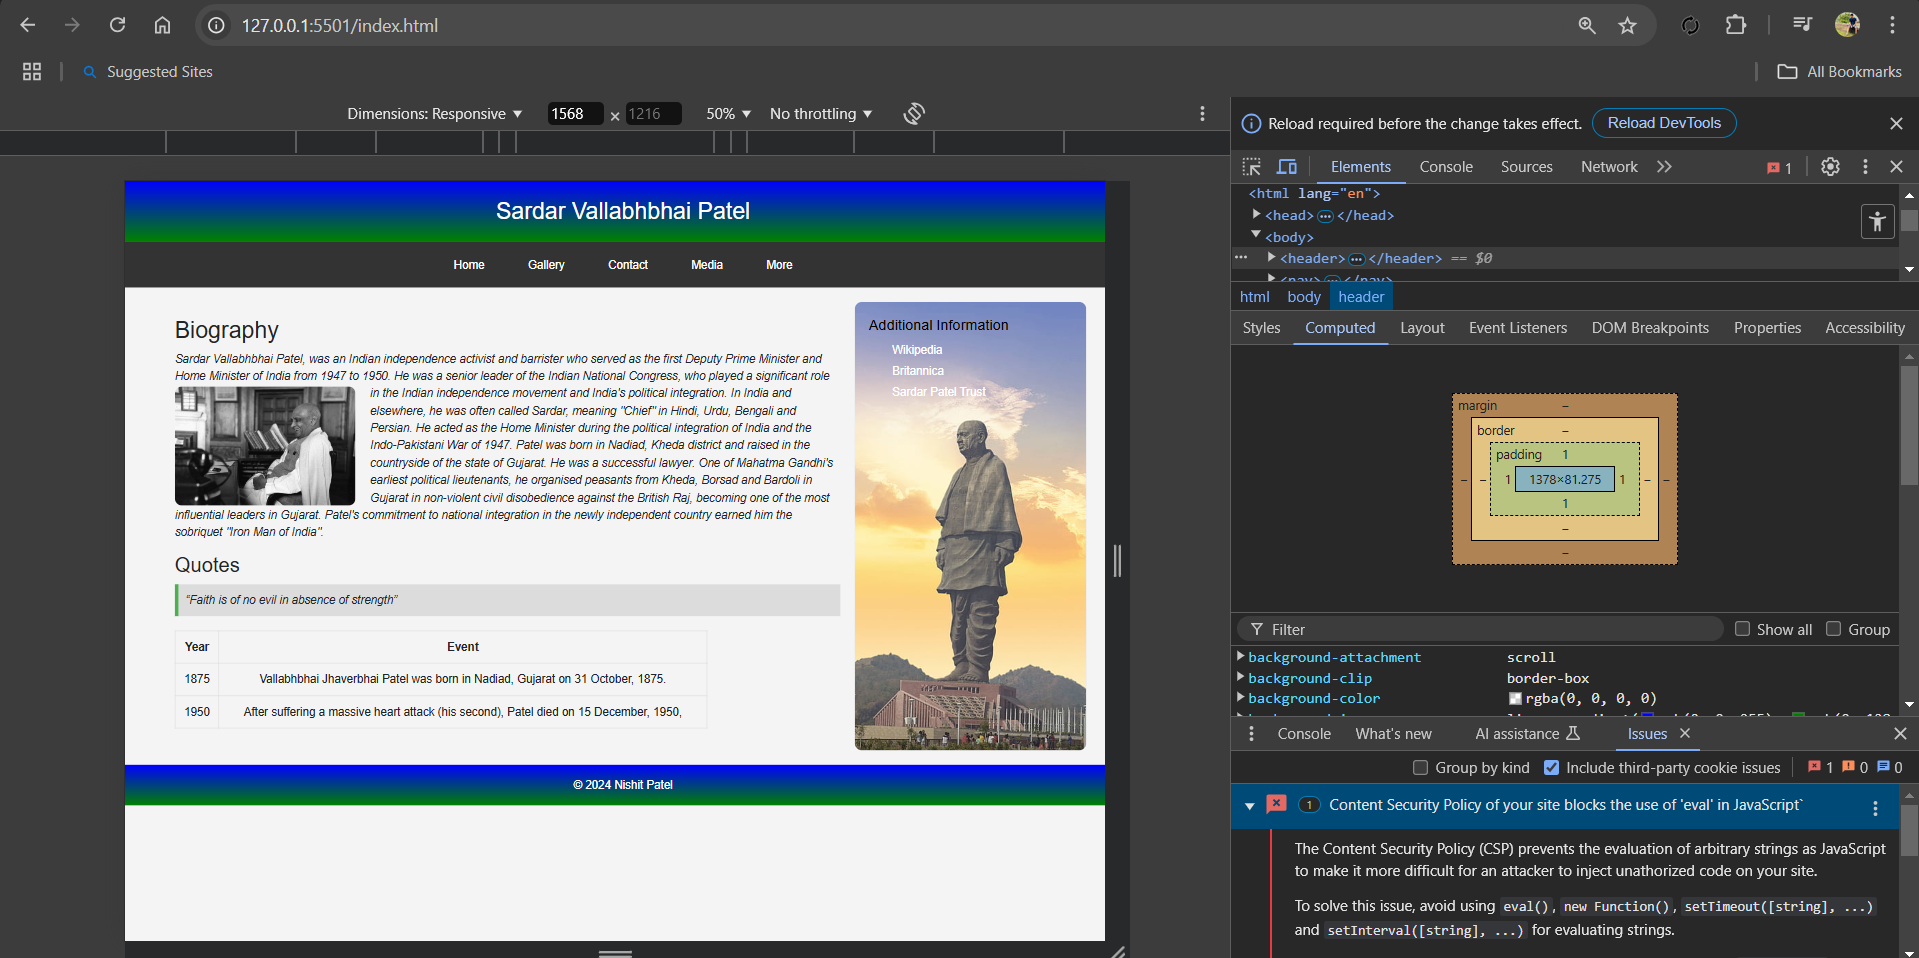 127.0.0.1:5501/index.html
Suggested Sites
All Bookmarks
Dimensions: Responsive
1568 × 1216
50%
No throttling
Sardar Vallabhbhai Patel
Home Gallery Contact Media More
Biography
Sardar Vallabhbhai Patel, was an Indian independence activist and barrister who served as the first Deputy Prime Minister and
Home Minister of India from 1947 to 1950. He was a senior leader of the Indian National Congress, who played a significant role
in the Indian independence movement and India's political integration. In India and
elsewhere, he was often called Sardar, meaning "Chief" in Hindi, Urdu, Bengali and
Persian. He acted as the Home Minister during the political integration of India and the
Indo-Pakistani War of 1947. Patel was born in Nadiad, Kheda district and raised in the
countryside of the state of Gujarat. He was a successful lawyer. One of Mahatma Gandhi's
earliest political lieutenants, he organised peasants from Kheda, Borsad and Bardoli in
Gujarat in non-violent civil disobedience against the British Raj, becoming one of the most
influential leaders in Gujarat. Patel's commitment to national integration in the newly independent country earned him the
sobriquet "Iron Man of India".
Quotes
“Faith is of no evil in absence of strength”
Year Event
1875 Vallabhbhai Jhaverbhai Patel was born in Nadiad, Gujarat on 31 October, 1875.
1950 After suffering a massive heart attack (his second), Patel died on 15 December, 1950,
Additional Information
Wikipedia
Britannica
Sardar Patel Trust
© 2024 Nishit Patel
Reload required before the change takes effect. Reload DevTools
Elements Console Sources Network 1
<html lang="en">
<head> </head>
<body>
<header> </header> == $0
html body header
Styles Computed Layout Event Listeners DOM Breakpoints Properties Accessibility
margin –
border –
padding 1
– – 1 1378×81.275 1 – –
1
–
–
Filter Show all Group
background-attachment scroll
background-clip border-box
background-color rgba(0, 0, 0, 0)
Console What's new AI assistance Issues
Group by kind Include third-party cookie issues 1 0 0
1 Content Security Policy of your site blocks the use of 'eval' in JavaScript`
The Content Security Policy (CSP) prevents the evaluation of arbitrary strings as JavaScript
to make it more difficult for an attacker to inject unathorized code on your site.
To solve this issue, avoid using eval(), new Function(), setTimeout([string], ...)
and setInterval([string], ...) for evaluating strings.